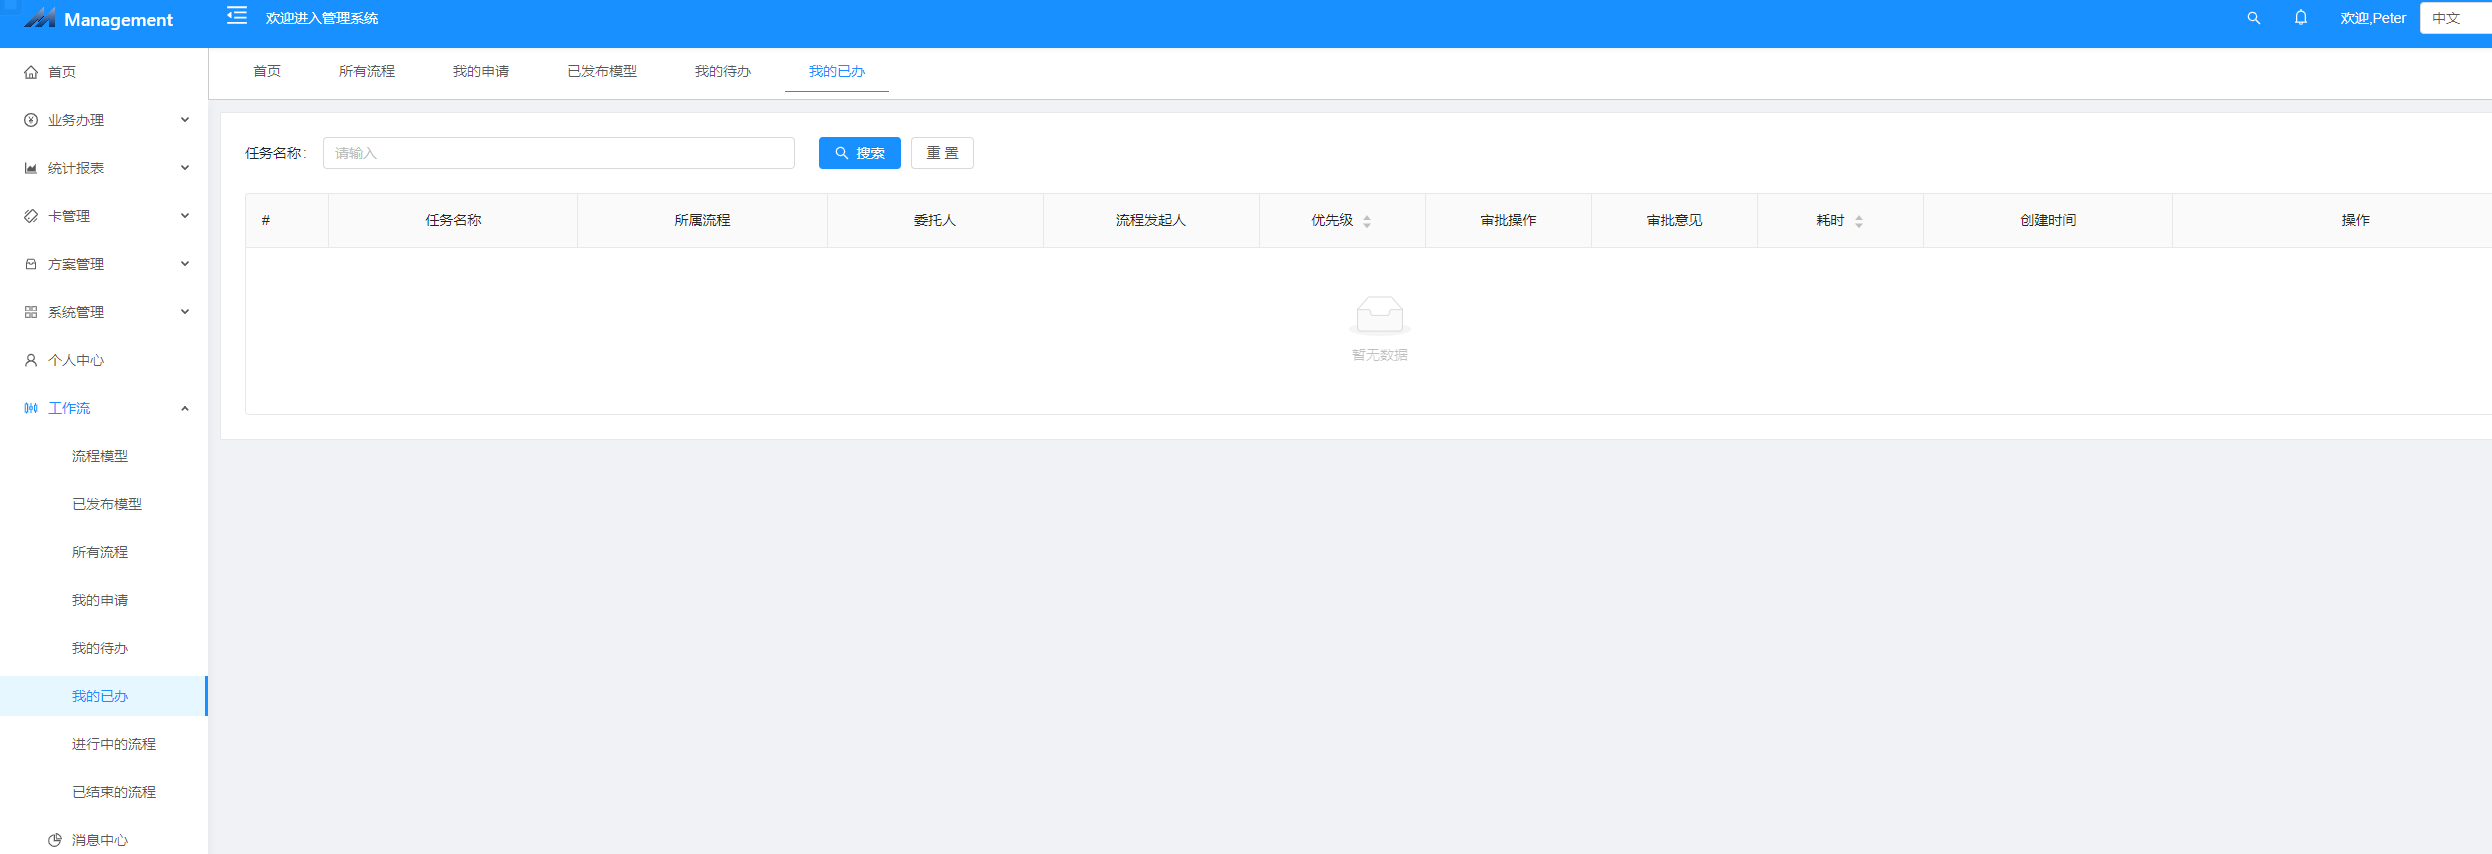 Management
欢迎进入管理系统
欢迎,Peter
中文
首页
业务办理
统计报表
卡管理
方案管理
系统管理
个人中心
工作流
流程模型
已发布模型
所有流程
我的申请
我的待办
我的已办
进行中的流程
已结束的流程
消息中心
首页 所有流程 我的申请 已发布模型 我的待办 我的已办
任务名称: 请输入 搜索 重 置
# 任务名称 所属流程 委托人 流程发起人 优先级 审批操作 审批意见 耗时 创建时间 操作
暂无数据